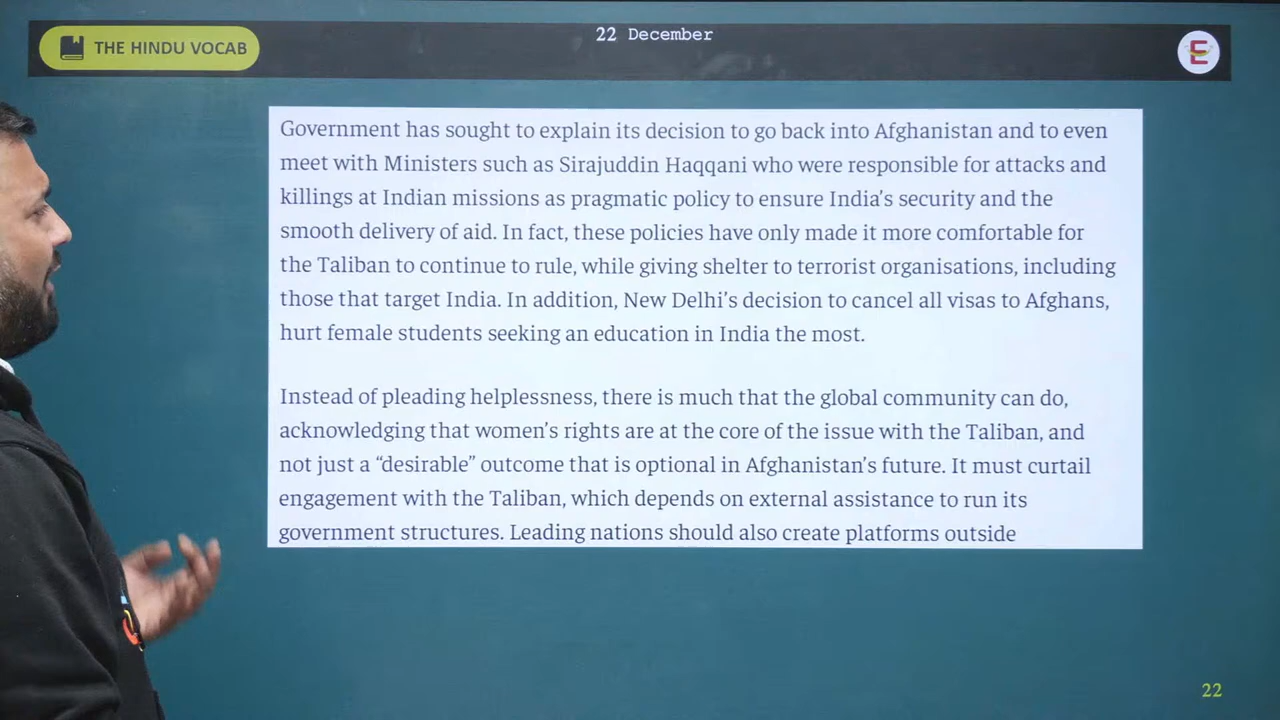 THE HINDU VOCAB
22 December
E
Government has sought to explain its decision to go back into Afghanistan and to even
meet with Ministers such as Sirajuddin Haqqani who were responsible for attacks and
killings at Indian missions as pragmatic policy to ensure India’s security and the
smooth delivery of aid. In fact, these policies have only made it more comfortable for
the Taliban to continue to rule, while giving shelter to terrorist organisations, including
those that target India. In addition, New Delhi’s decision to cancel all visas to Afghans,
hurt female students seeking an education in India the most.
Instead of pleading helplessness, there is much that the global community can do,
acknowledging that women’s rights are at the core of the issue with the Taliban, and
not just a “desirable” outcome that is optional in Afghanistan’s future. It must curtail
engagement with the Taliban, which depends on external assistance to run its
government structures. Leading nations should also create platforms outside
22